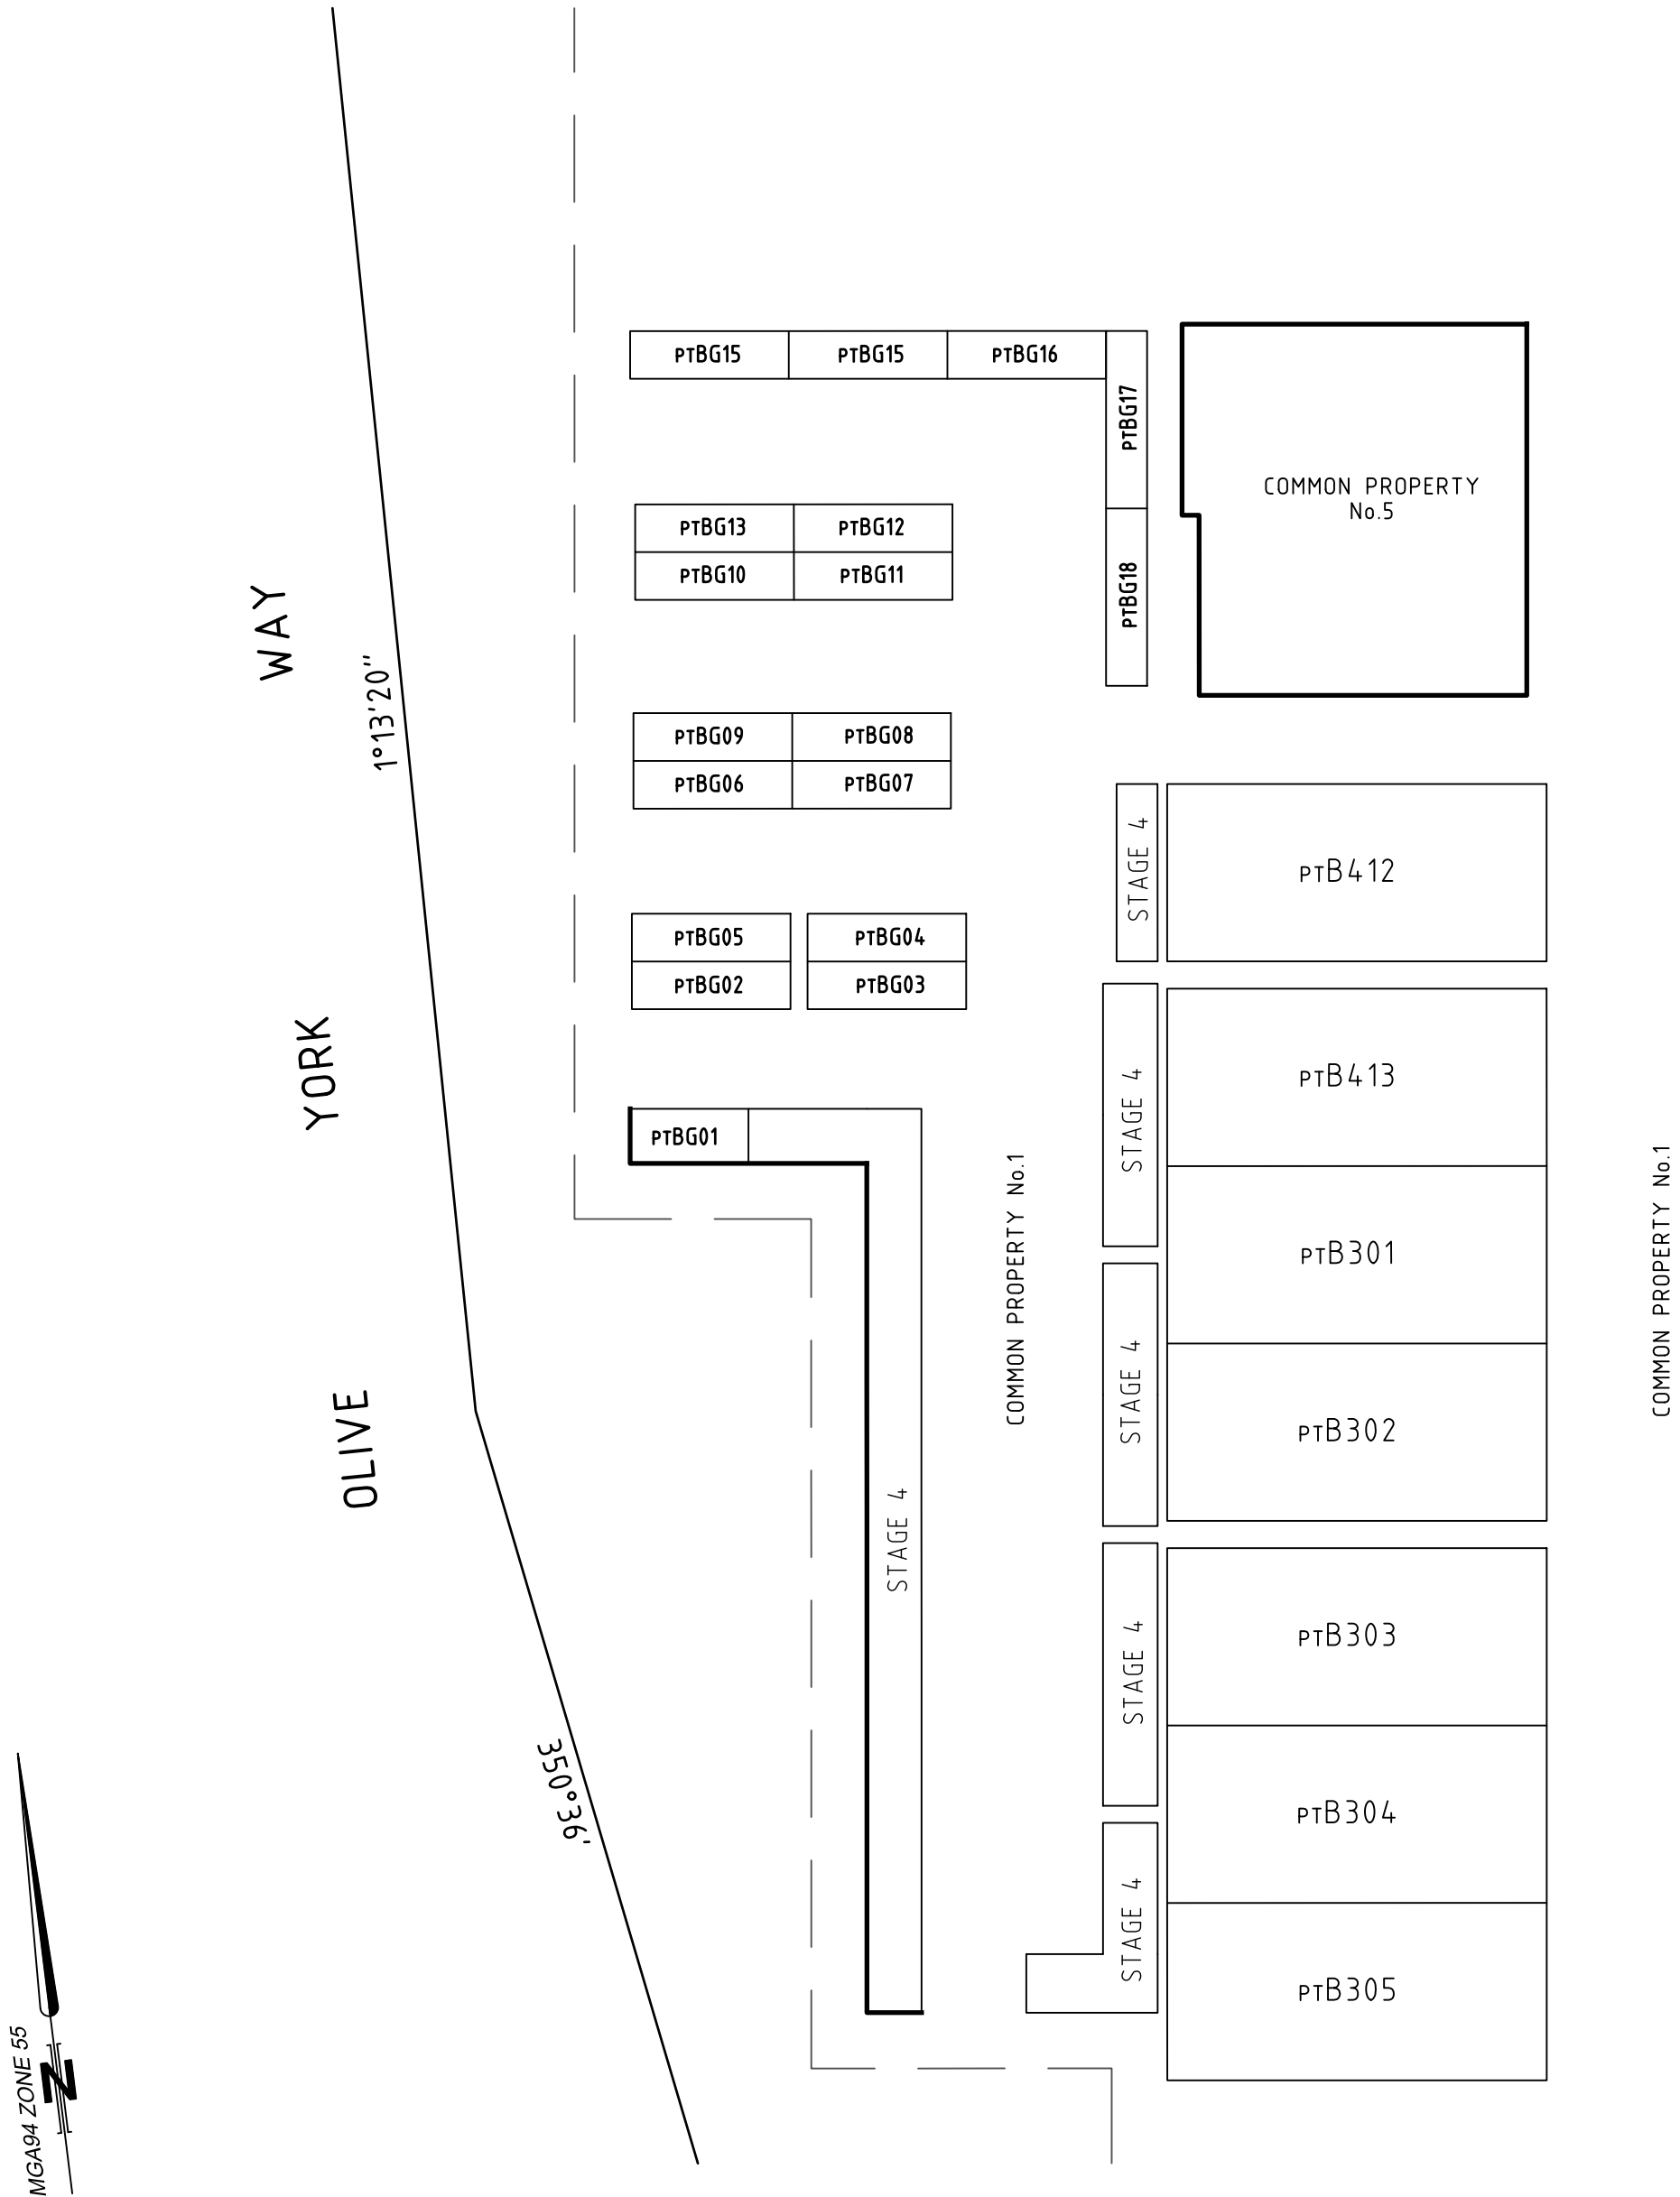 PTBG15 PTBG15 PTBG16
PTBG17
COMMON PROPERTY
No.5
PTBG13 PTBG12
PTBG10 PTBG11
PTBG18
WAY
1°13'20"
PTBG09 PTBG08
PTBG06 PTBG07
STAGE 4
PTB412
PTBG05 PTBG04
PTBG02 PTBG03
YORK
STAGE 4
PTB413
PTBG01
COMMON PROPERTY No.1
COMMON PROPERTY No.1
PTB301
OLIVE
STAGE 4
PTB302
STAGE 4
STAGE 4
PTB303
350°36'
PTB304
STAGE 4
PTB305
MGA94 ZONE 55
N